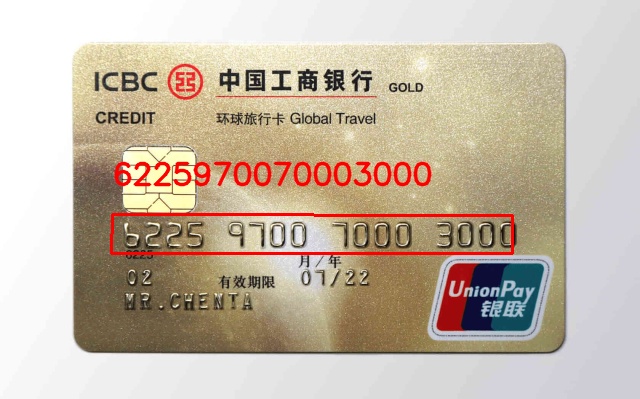 ICBC 中国工商银行 GOLD
CREDIT 环球旅行卡 Global Travel
6225970070003000
6225 9700 7000 3000
6225 月/年
02 有效期限 07/22
MR.CHENTA
UnionPay
银联